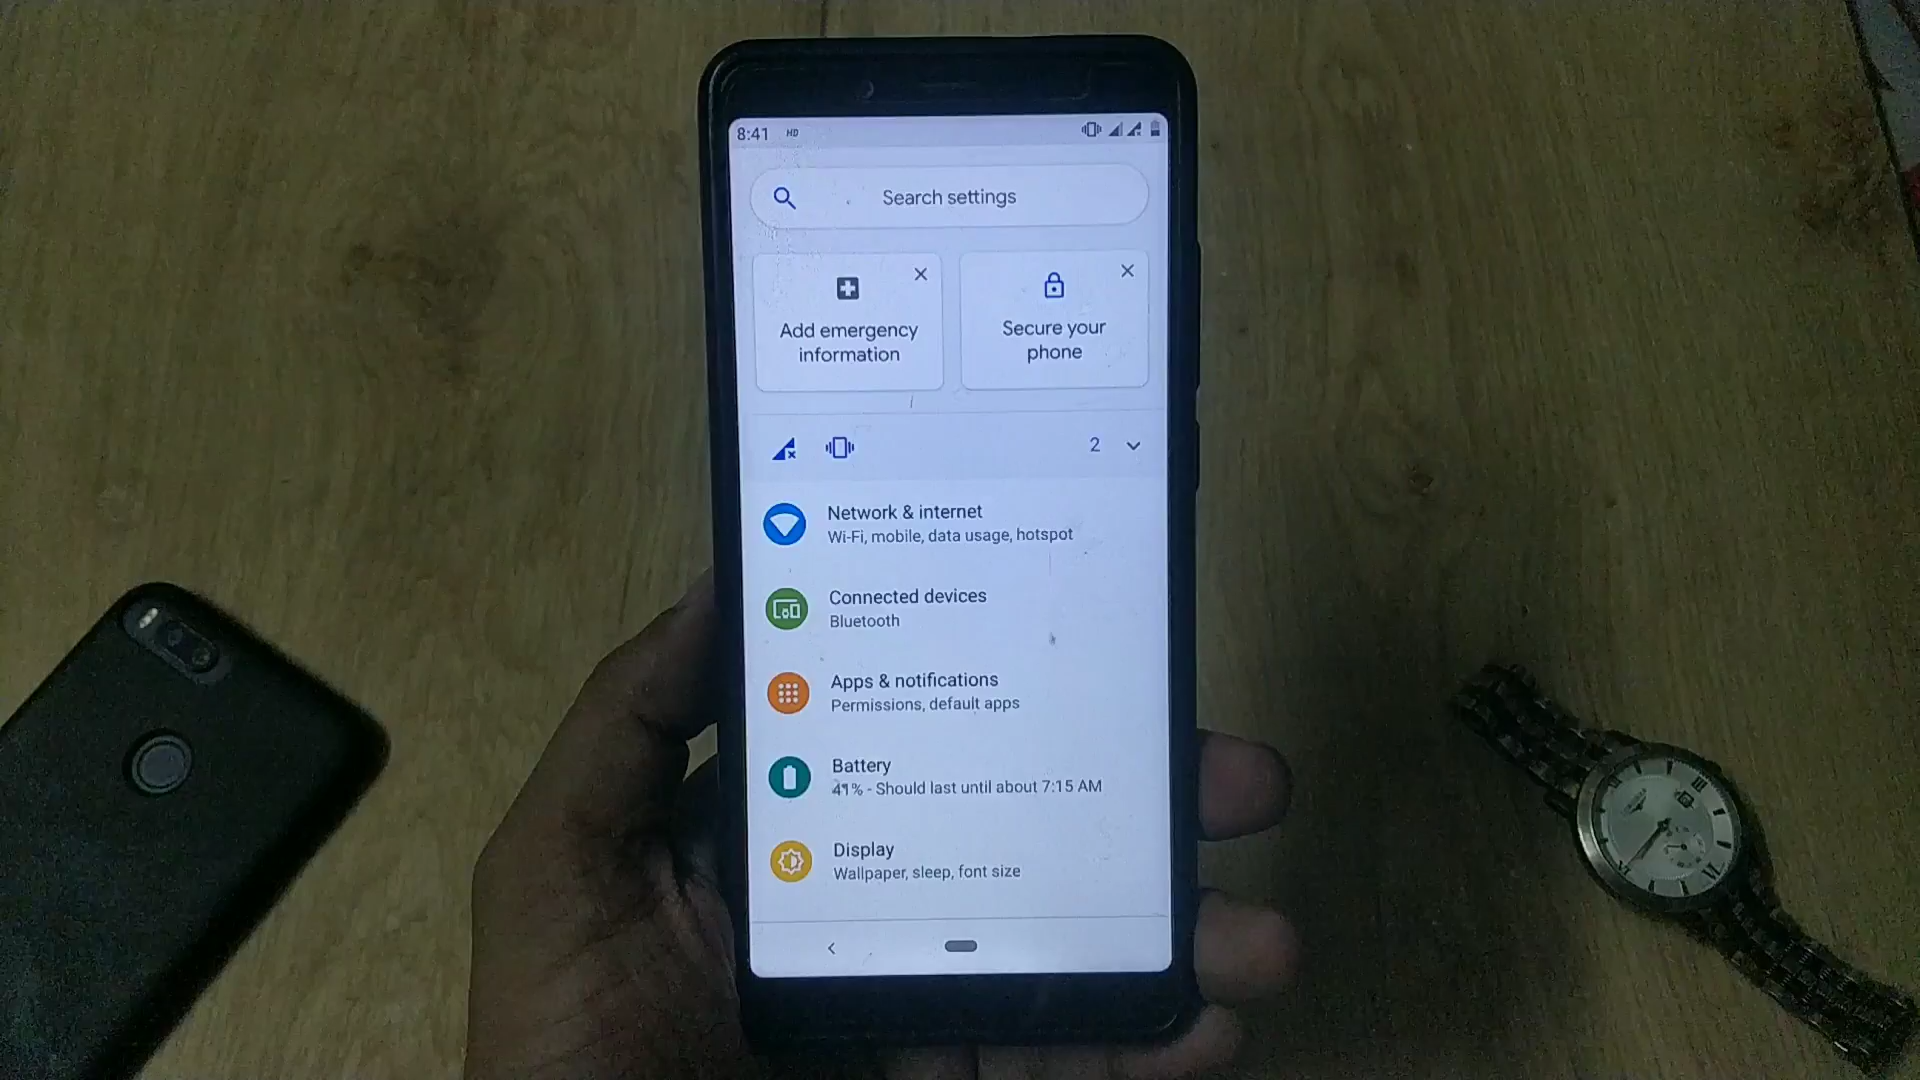 8:41 HD
Search settings
Add emergency
information
Secure your
phone
2
Network & internet
Wi-Fi, mobile, data usage, hotspot
Connected devices
Bluetooth
Apps & notifications
Permissions, default apps
Battery
41% - Should last until about 7:15 AM
Display
Wallpaper, sleep, font size